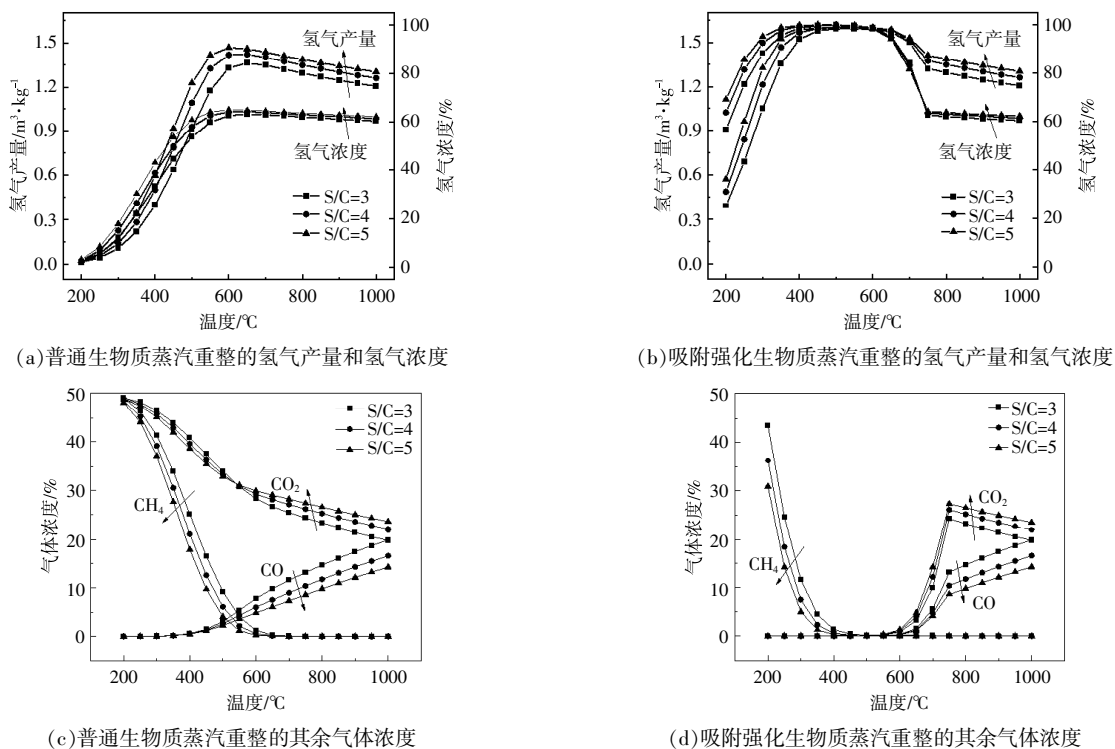 氢气产量/m³·kg⁻¹
1.5
1.2
0.9
0.6
0.3
0.0
200 400 600 800 1000
温度/℃
100
80
60
40
20
0
氢气浓度/%
氢气产量
氢气浓度
S/C=3
S/C=4
S/C=5
(a)普通生物质蒸汽重整的氢气产量和氢气浓度
氢气产量/m³·kg⁻¹
1.5
1.2
0.9
0.6
0.3
0.0
200 400 600 800 1000
温度/℃
100
80
60
40
20
0
氢气浓度/%
氢气产量
氢气浓度
S/C=3
S/C=4
S/C=5
(b)吸附强化生物质蒸汽重整的氢气产量和氢气浓度
气体浓度/%
50
40
30
20
10
0
200 400 600 800 1000
温度/℃
S/C=3
S/C=4
S/C=5
CO₂
CH₄
CO
(c)普通生物质蒸汽重整的其余气体浓度
气体浓度/%
50
40
30
20
10
0
200 400 600 800 1000
温度/℃
S/C=3
S/C=4
S/C=5
CO₂
CH₄
CO
(d)吸附强化生物质蒸汽重整的其余气体浓度